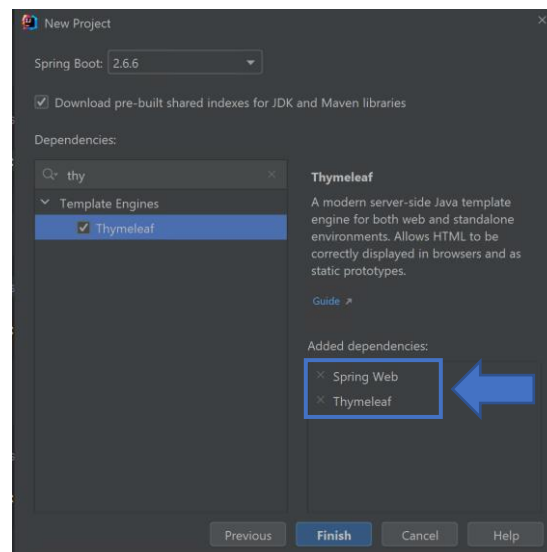 New Project
Spring Boot: 2.6.6
Download pre-built shared indexes for JDK and Maven libraries
Dependencies:
thy
Template Engines
Thymeleaf
Thymeleaf
A modern server-side Java template
engine for both web and standalone
environments. Allows HTML to be
correctly displayed in browsers and as
static prototypes.
Guide
Added dependencies:
Spring Web
Thymeleaf
Previous
Finish
Cancel
Help